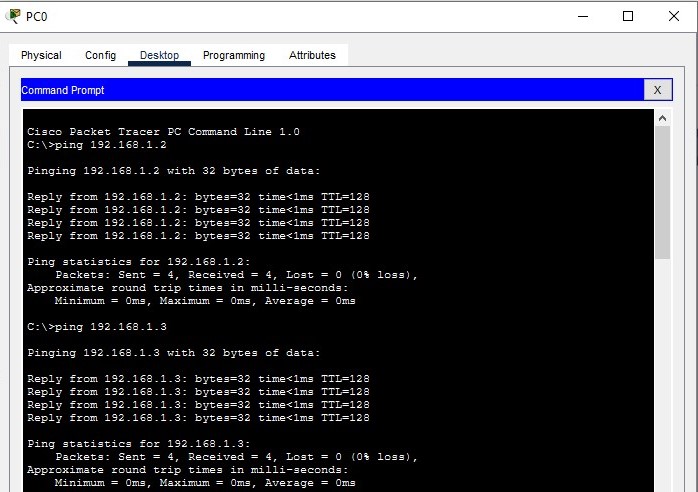 PC0
Physical Config Desktop Programming Attributes
Command Prompt X
Cisco Packet Tracer PC Command Line 1.0
C:\>ping 192.168.1.2
Pinging 192.168.1.2 with 32 bytes of data:
Reply from 192.168.1.2: bytes=32 time<1ms TTL=128
Reply from 192.168.1.2: bytes=32 time<1ms TTL=128
Reply from 192.168.1.2: bytes=32 time<1ms TTL=128
Reply from 192.168.1.2: bytes=32 time<1ms TTL=128
Ping statistics for 192.168.1.2:
Packets: Sent = 4, Received = 4, Lost = 0 (0% loss),
Approximate round trip times in milli-seconds:
Minimum = 0ms, Maximum = 0ms, Average = 0ms
C:\>ping 192.168.1.3
Pinging 192.168.1.3 with 32 bytes of data:
Reply from 192.168.1.3: bytes=32 time<1ms TTL=128
Reply from 192.168.1.3: bytes=32 time<1ms TTL=128
Reply from 192.168.1.3: bytes=32 time<1ms TTL=128
Reply from 192.168.1.3: bytes=32 time<1ms TTL=128
Ping statistics for 192.168.1.3:
Packets: Sent = 4, Received = 4, Lost = 0 (0% loss),
Approximate round trip times in milli-seconds:
Minimum = 0ms, Maximum = 0ms, Average = 0ms